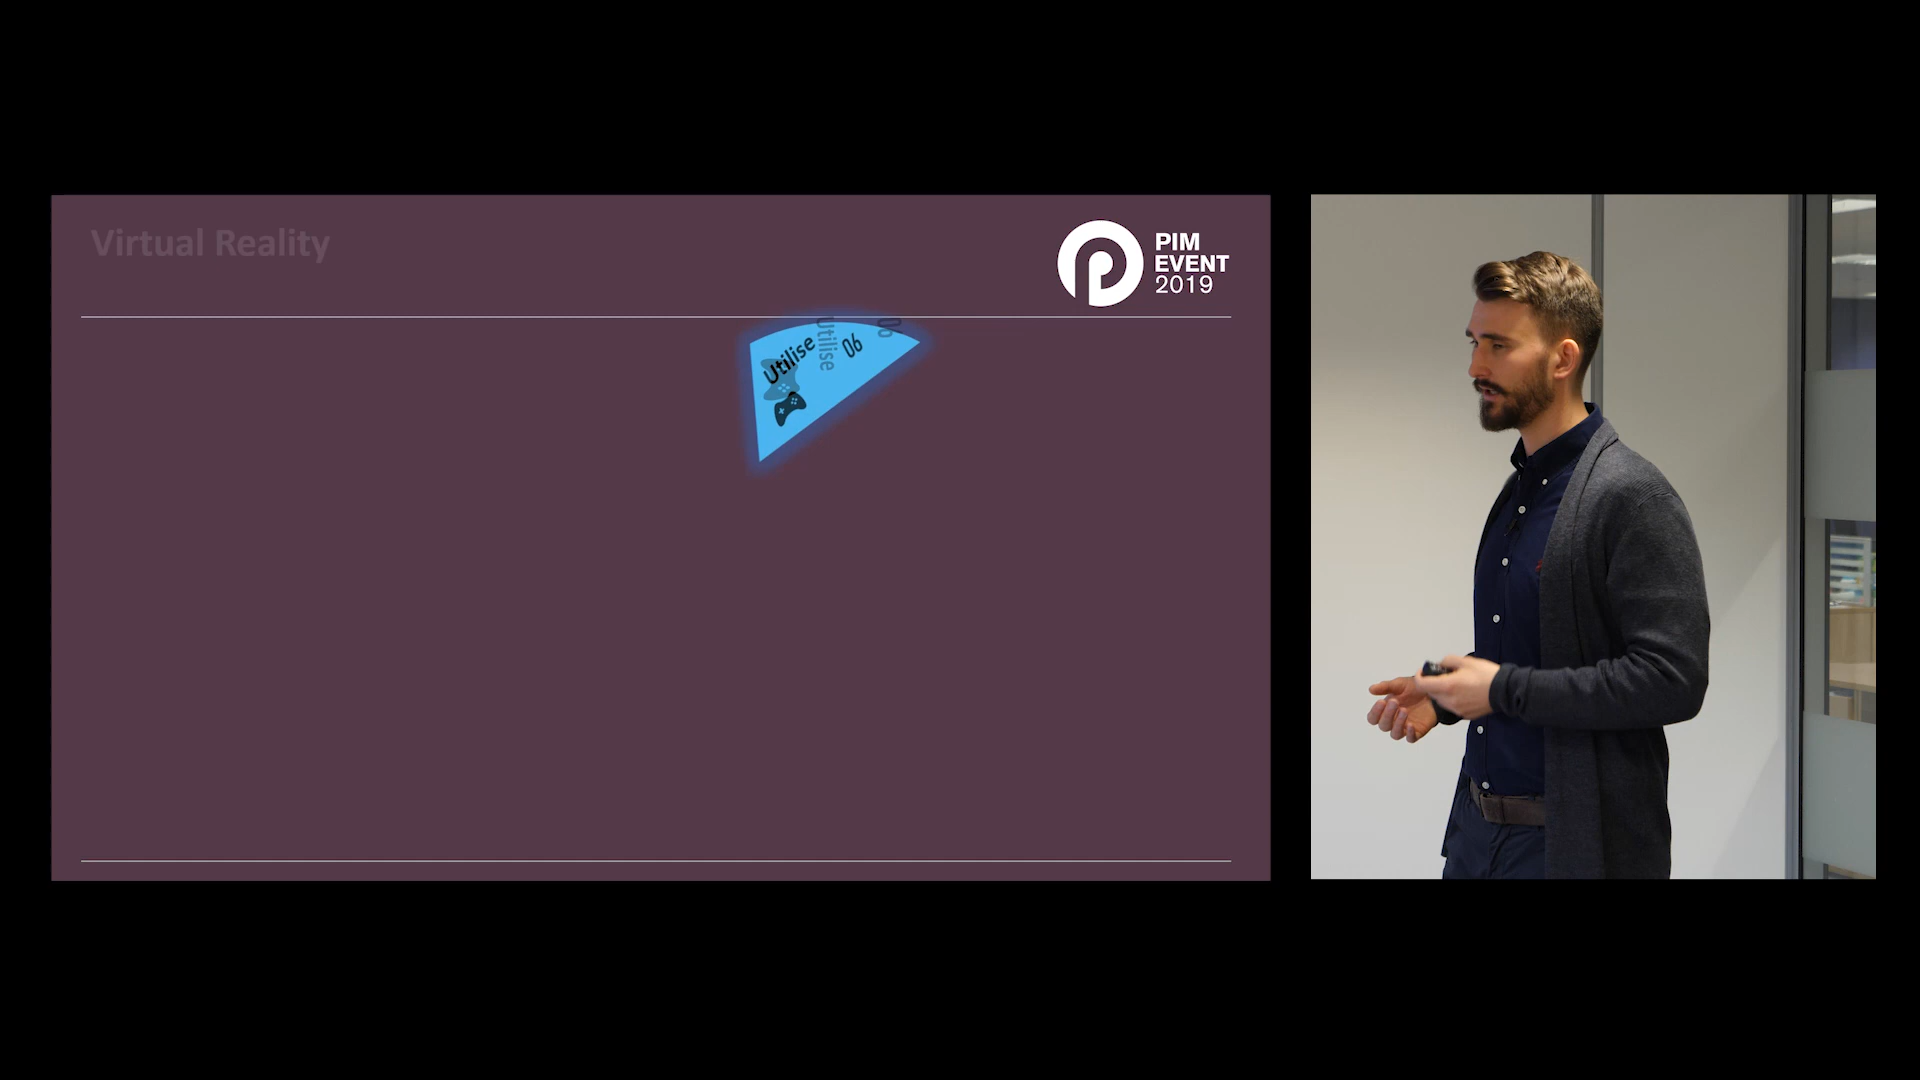 Virtual Reality
PIM
EVENT
2019
Utilise
06
Utilise
06